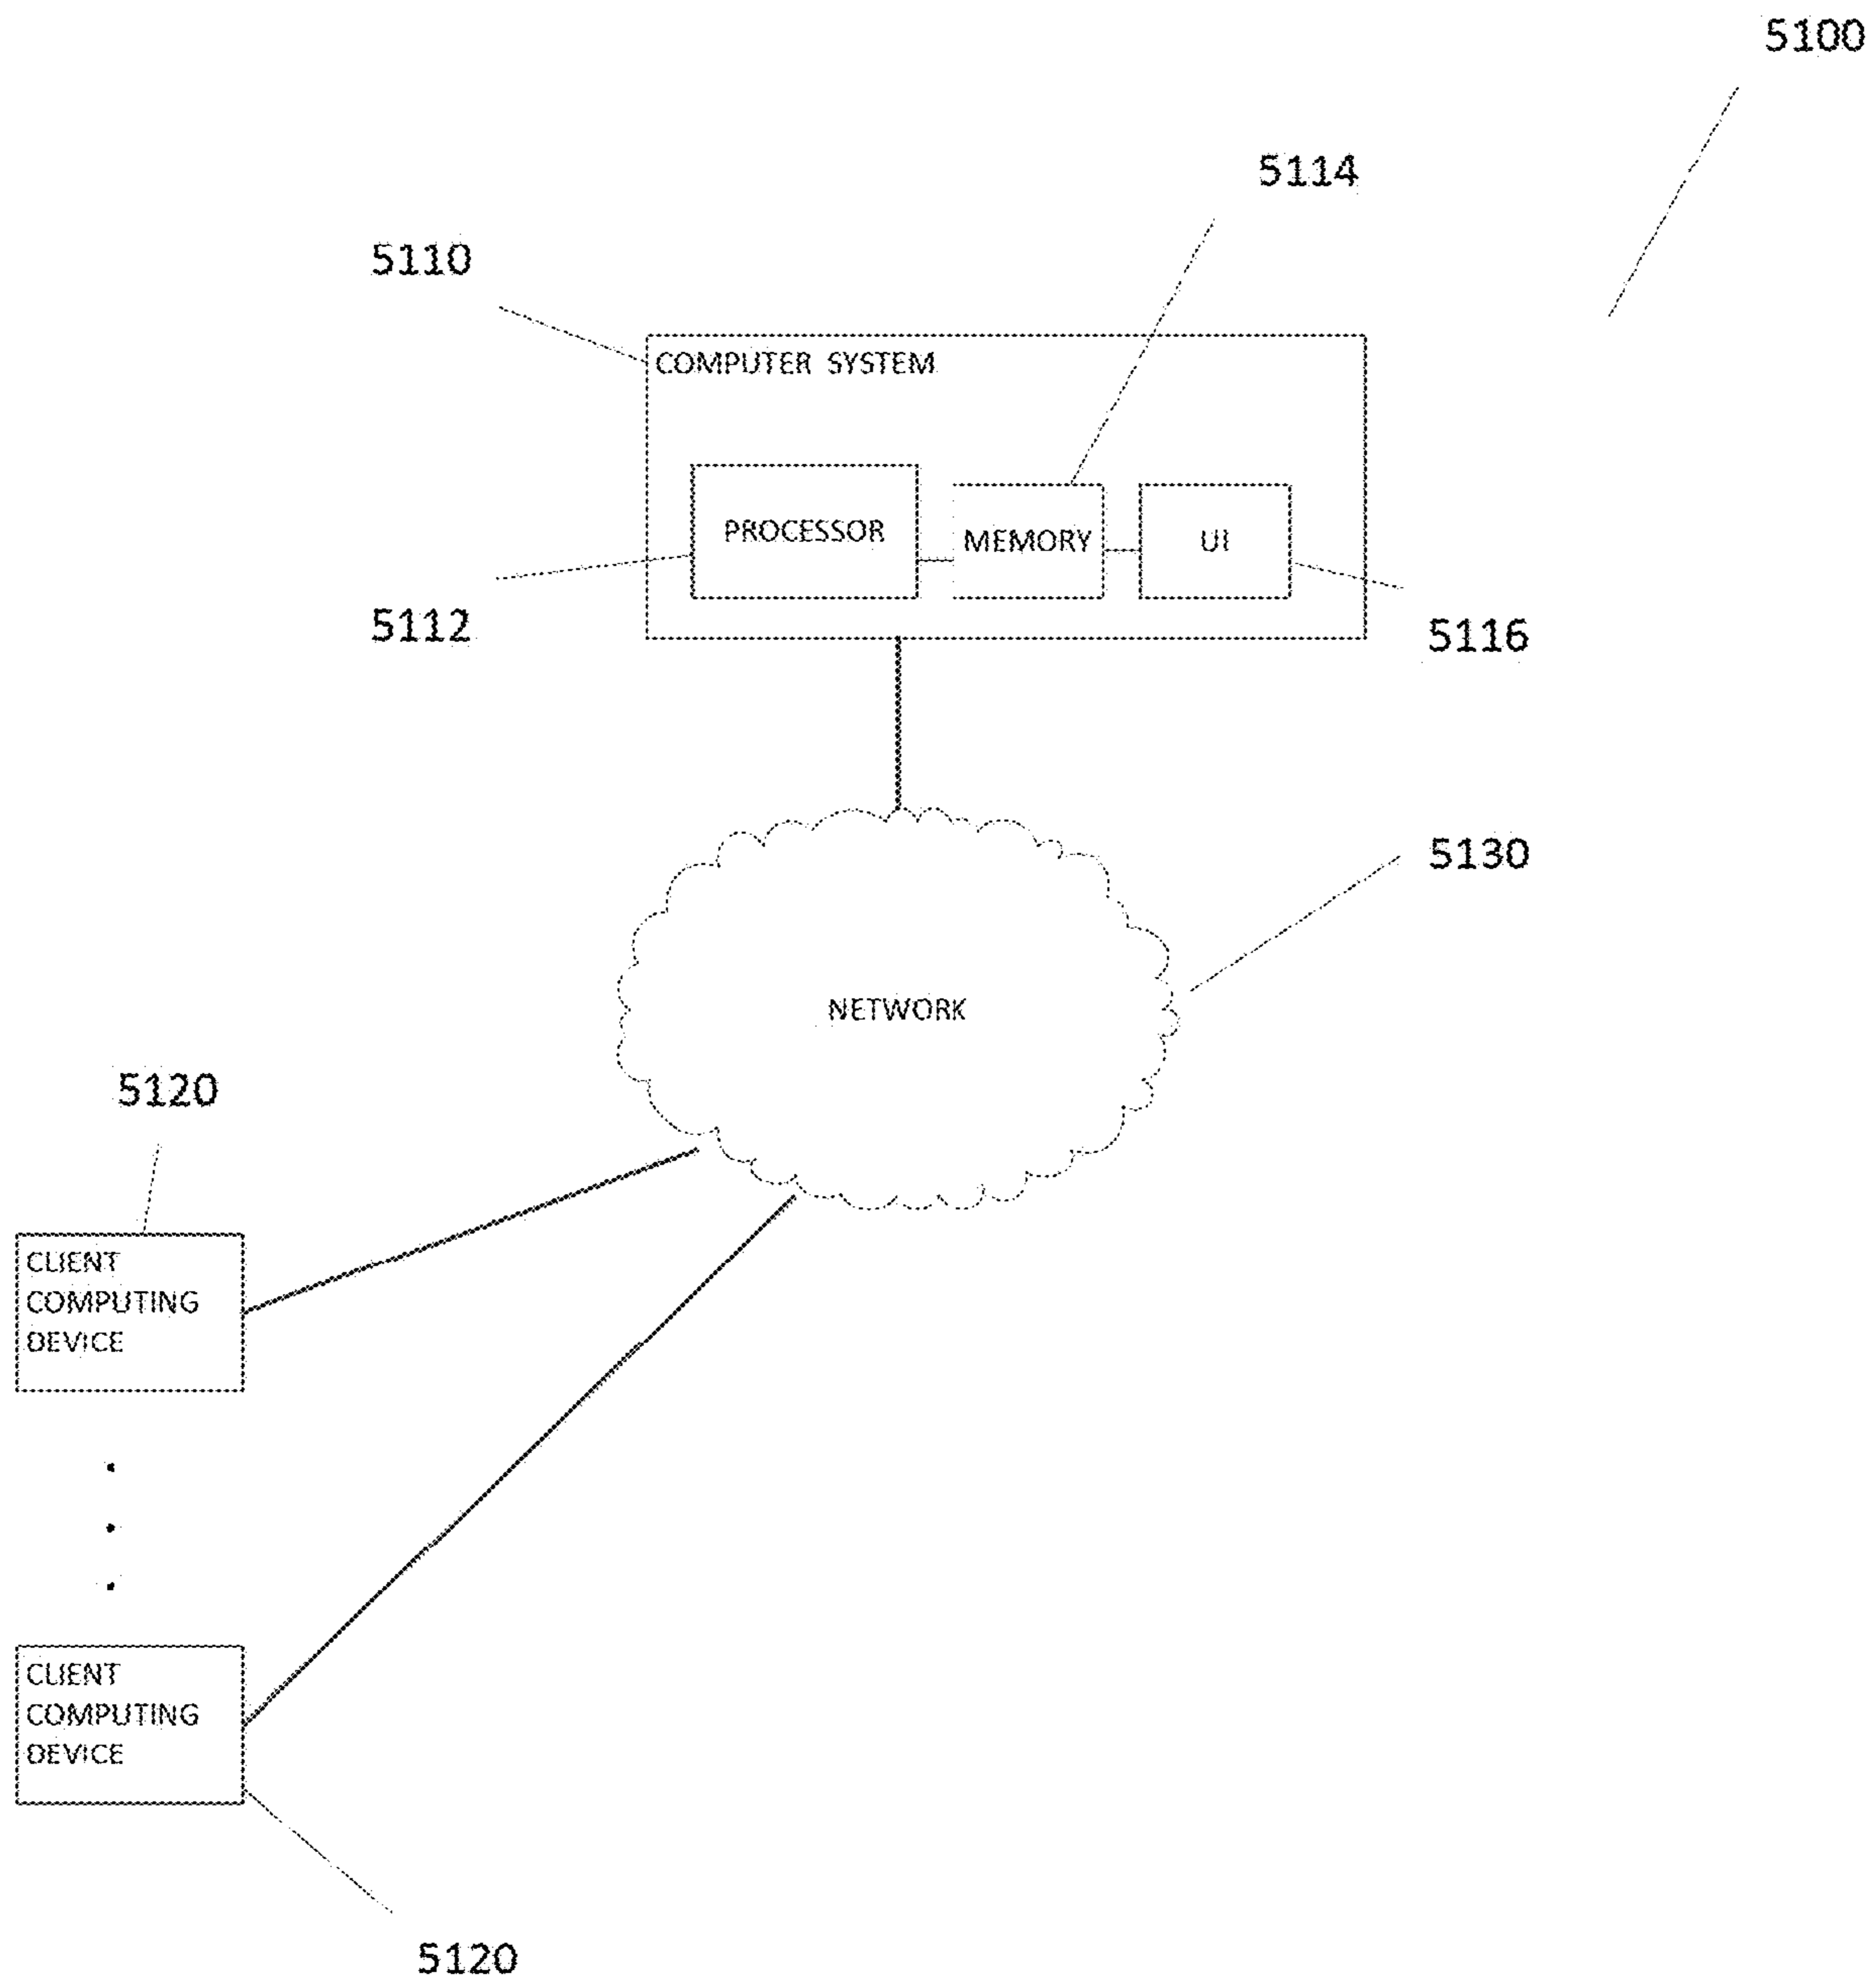 5100
5114
5110
COMPUTER SYSTEM
PROCESSOR
MEMORY
UI
5112
5116
5130
NETWORK
5120
CLIENT
COMPUTING
DEVICE
CLIENT
COMPUTING
DEVICE
5120